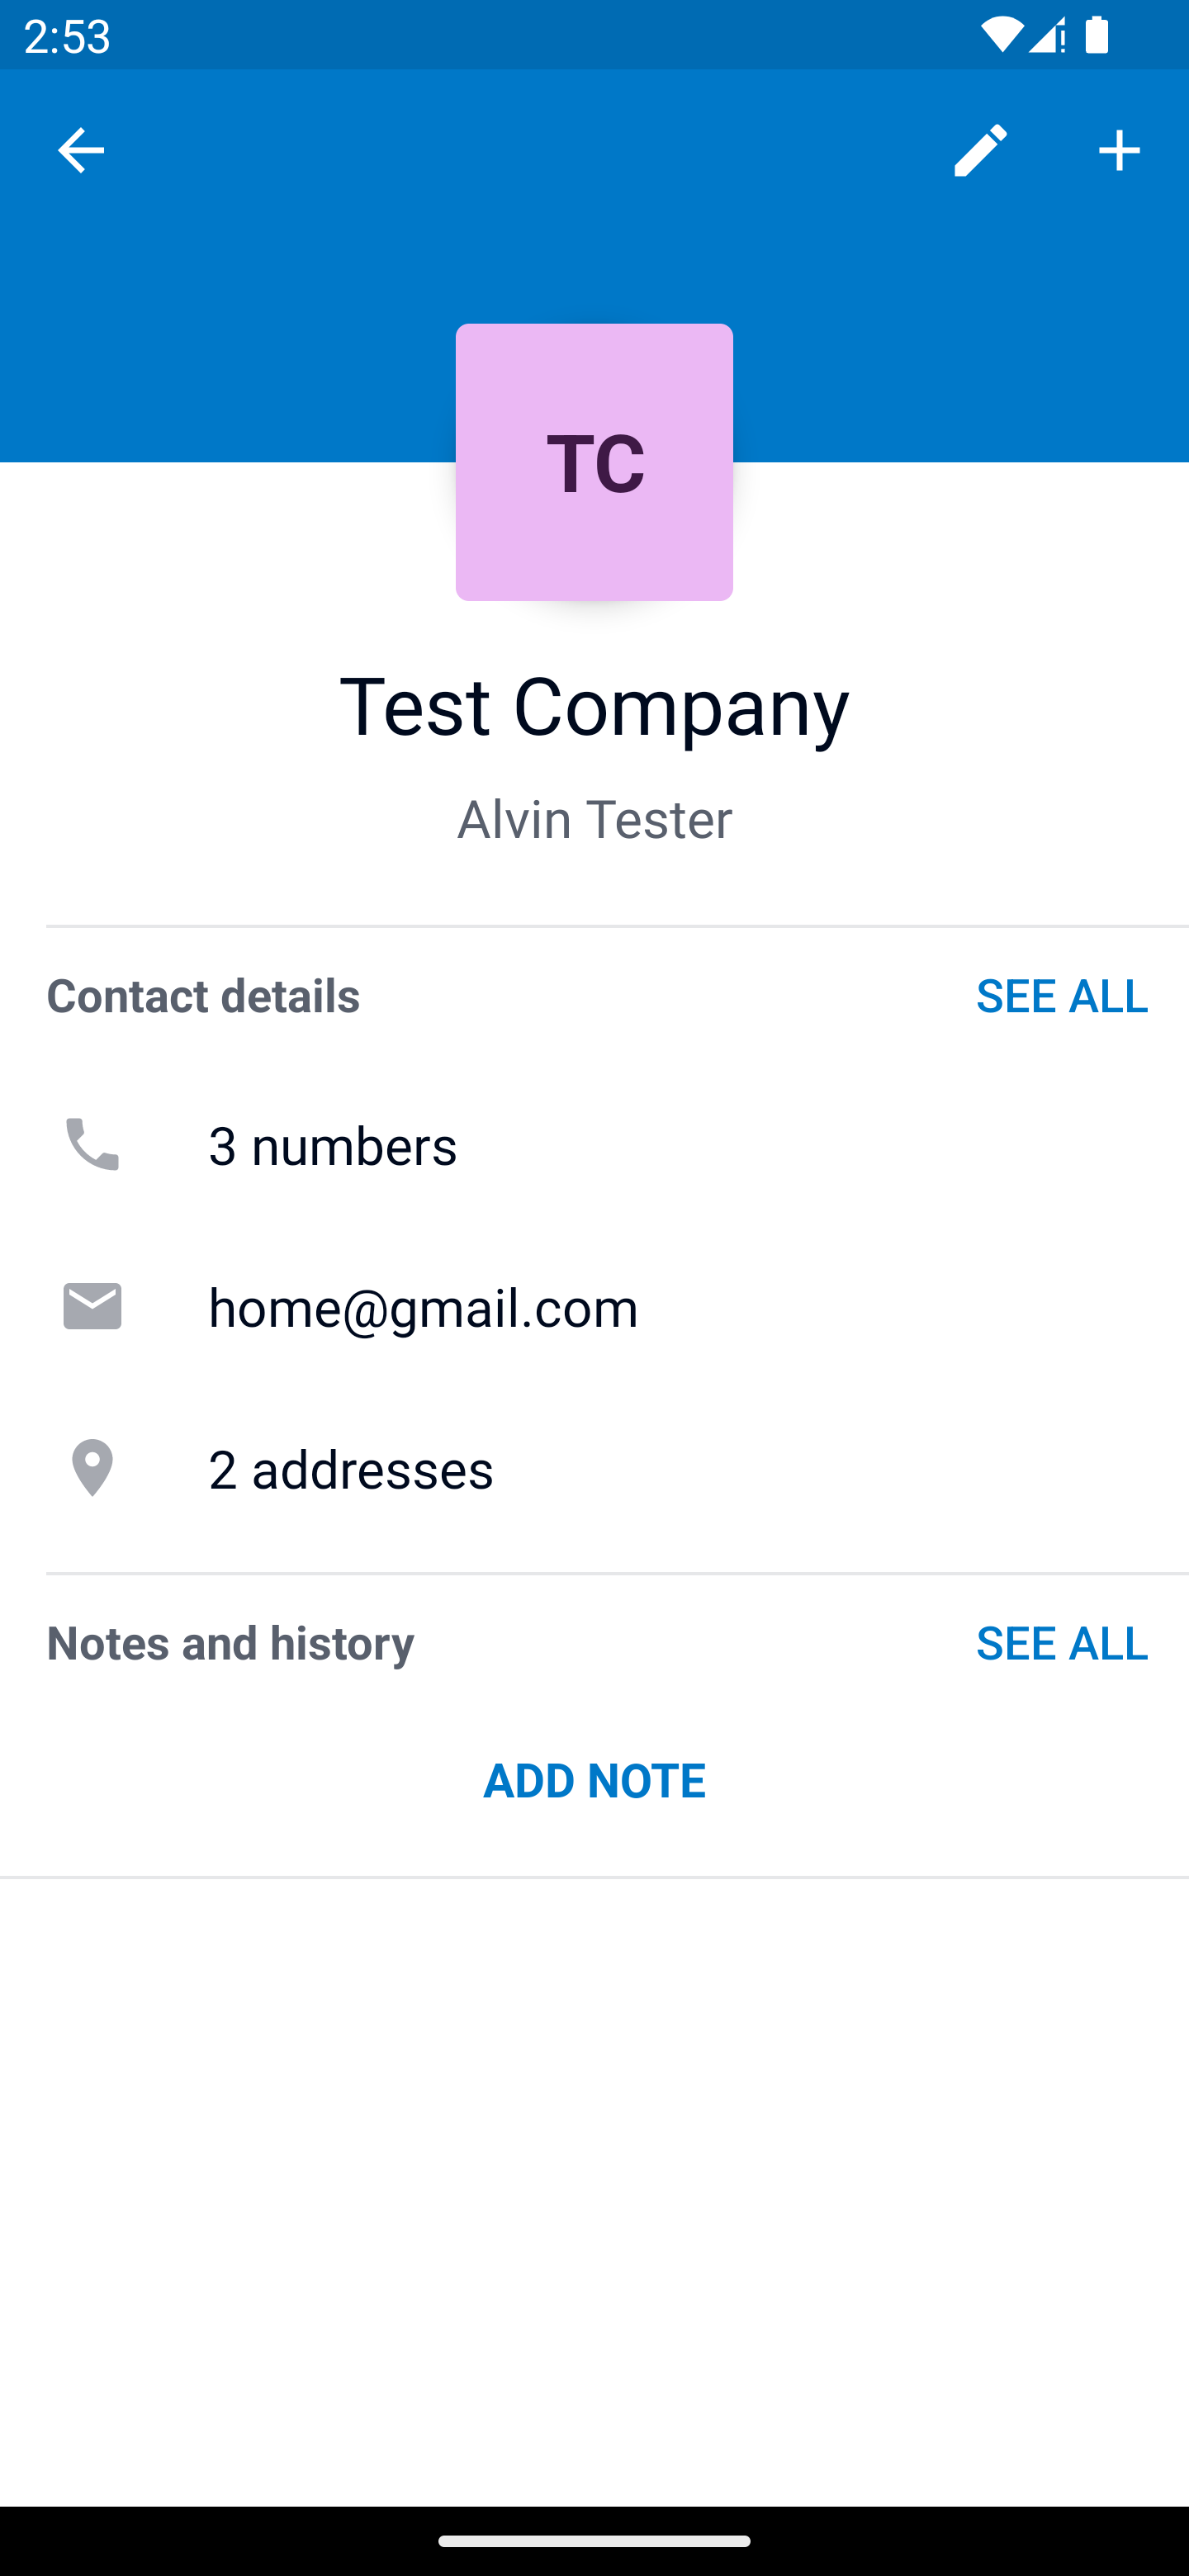 2:53
TC
Test Company
Alvin Tester
Contact details SEE ALL
3 numbers
home@gmail.com
2 addresses
Notes and history SEE ALL
ADD NOTE